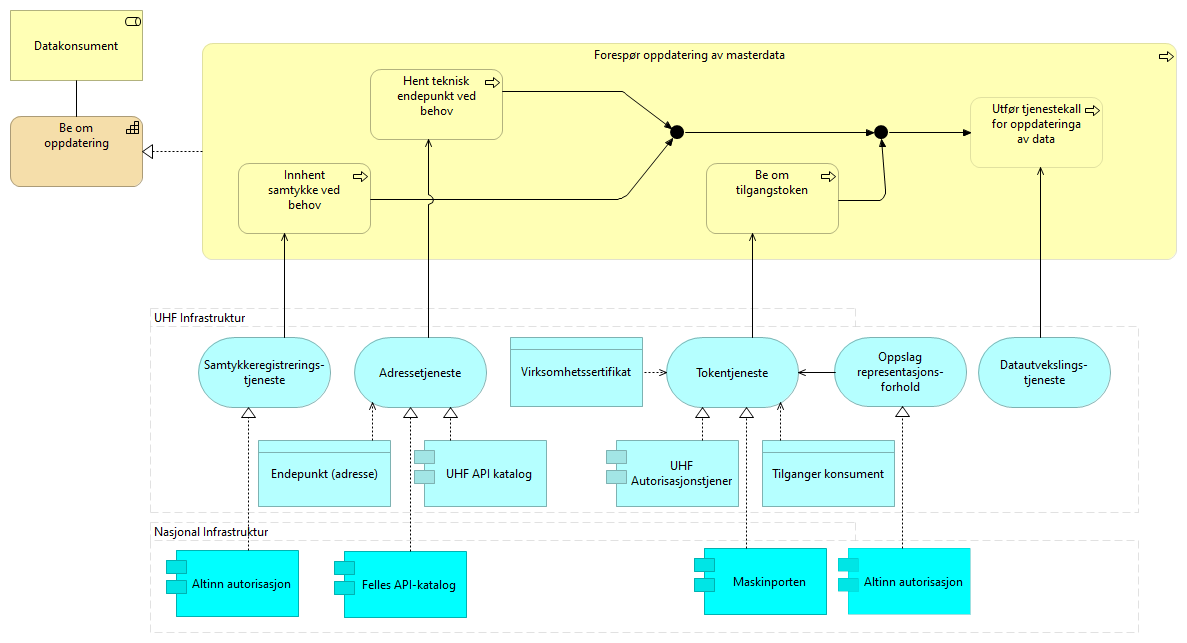 Datakonsument
Be om
oppdatering
Forespør oppdatering av masterdata
Hent teknisk
endepunkt ved
behov
Innhent
samtykke ved
behov
Be om
tilgangstoken
Utfør tjenestekall
for oppdateringa
av data
UHF Infrastruktur
Samtykkeregistrerings-
tjeneste
Adressetjeneste
Virksomhetssertifikat
Tokentjeneste
Oppslag
representasjons-
forhold
Datautvekslings-
tjeneste
Endepunkt (adresse)
UHF API katalog
UHF
Autorisasjonstjener
Tilganger konsument
Nasjonal Infrastruktur
Altinn autorisasjon
Felles API-katalog
Maskinporten
Altinn autorisasjon